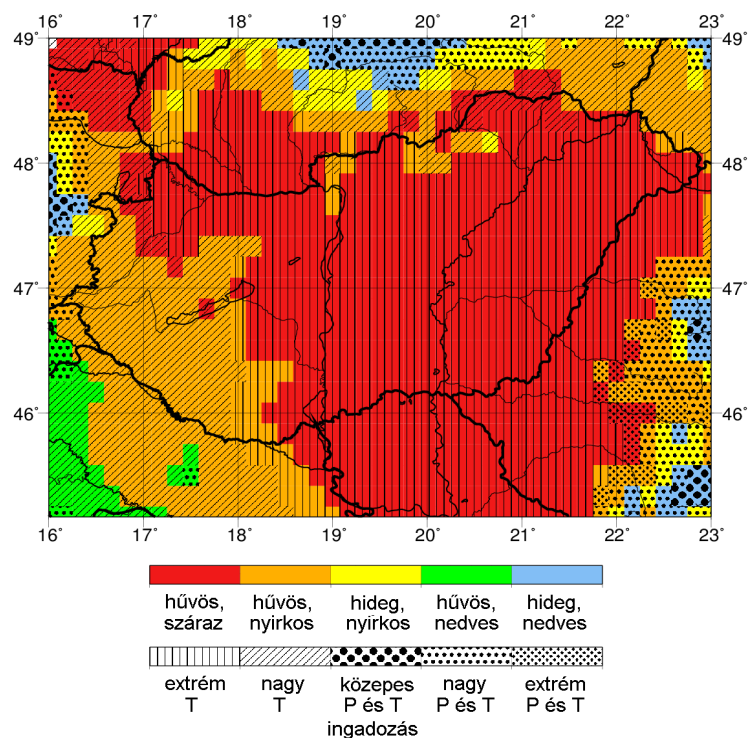 16° 17° 18° 19° 20° 21° 22° 23°
49° 49°
48° 48°
47° 47°
46° 46°
16° 17° 18° 19° 20° 21° 22° 23°
hűvös, hűvös, hideg, hűvös, hideg,
száraz nyirkos nyirkos nedves nedves
extrém nagy közepes nagy extrém
T T P és T P és T P és T
ingadozás